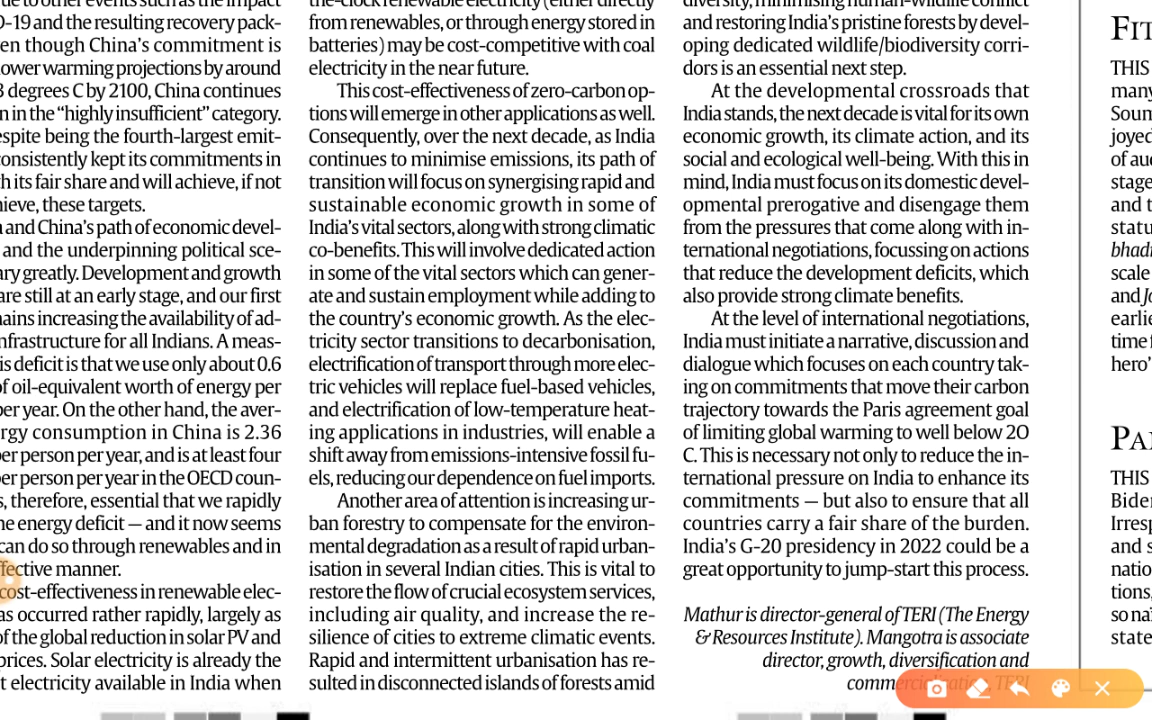 D-19 and the resulting recovery pack-
en though China's commitment is
ower warming projections by around
degrees C by 2100, China continues
n in the "highly insufficient" category.
espite being the fourth-largest emit-
consistently kept its commitments in
h its fair share and will achieve, if not
hieve, these targets.
and China's path of economic devel-
and the underpinning political sce-
ary greatly. Development and growth
are still at an early stage, and our first
ains increasing the availability of ad-
nfrastructure for all Indians. A meas-
is deficit is that we use only about 0.6
of oil-equivalent worth of energy per
per year. On the other hand, the aver-
rgy consumption in China is 2.36
per person per year, and is at least four
per person per year in the OECD coun-
s, therefore, essential that we rapidly
he energy deficit — and it now seems
can do so through renewables and in
ffective manner.
cost-effectiveness in renewable elec-
as occurred rather rapidly, largely as
of the global reduction in solar PV and
prices. Solar electricity is already the
t electricity available in India when
the-clock renewable electricity (either directly
from renewables, or through energy stored in
batteries) may be cost-competitive with coal
electricity in the near future.
This cost-effectiveness of zero-carbon op-
tions will emerge in other applications as well.
Consequently, over the next decade, as India
continues to minimise emissions, its path of
transition will focus on synergising rapid and
sustainable economic growth in some of
India's vital sectors, along with strong climatic
co-benefits. This will involve dedicated action
in some of the vital sectors which can gener-
ate and sustain employment while adding to
the country's economic growth. As the elec-
tricity sector transitions to decarbonisation,
electrification of transport through more elec-
tric vehicles will replace fuel-based vehicles,
and electrification of low-temperature heat-
ing applications in industries, will enable a
shift away from emissions-intensive fossil fu-
els, reducing our dependence on fuel imports.
Another area of attention is increasing ur-
ban forestry to compensate for the environ-
mental degradation as a result of rapid urban-
isation in several Indian cities. This is vital to
restore the flow of crucial ecosystem services,
including air quality, and increase the re-
silience of cities to extreme climatic events.
Rapid and intermittent urbanisation has re-
sulted in disconnected islands of forests amid
diversity, minimising human-wildlife conflict
and restoring India's pristine forests by devel-
oping dedicated wildlife/biodiversity corri-
dors is an essential next step.
At the developmental crossroads that
India stands, the next decade is vital for its own
economic growth, its climate action, and its
social and ecological well-being. With this in
mind, India must focus on its domestic devel-
opmental prerogative and disengage them
from the pressures that come along with in-
ternational negotiations, focussing on actions
that reduce the development deficits, which
also provide strong climate benefits.
At the level of international negotiations,
India must initiate a narrative, discussion and
dialogue which focuses on each country tak-
ing on commitments that move their carbon
trajectory towards the Paris agreement goal
of limiting global warming to well below 2O
C. This is necessary not only to reduce the in-
ternational pressure on India to enhance its
commitments — but also to ensure that all
countries carry a fair share of the burden.
India's G-20 presidency in 2022 could be a
great opportunity to jump-start this process.
Mathur is director-general of TERI (The Energy
& Resources Institute). Mangotra is associate
director, growth, diversification and
commercialization, TERI
FIT
THIS
many
Soun
joyed
of au
stage
and t
statu
bhad
scale
and Jo
earlie
time
hero'
PA
THIS
Bide
Irres
and s
natio
tions,
so na
state